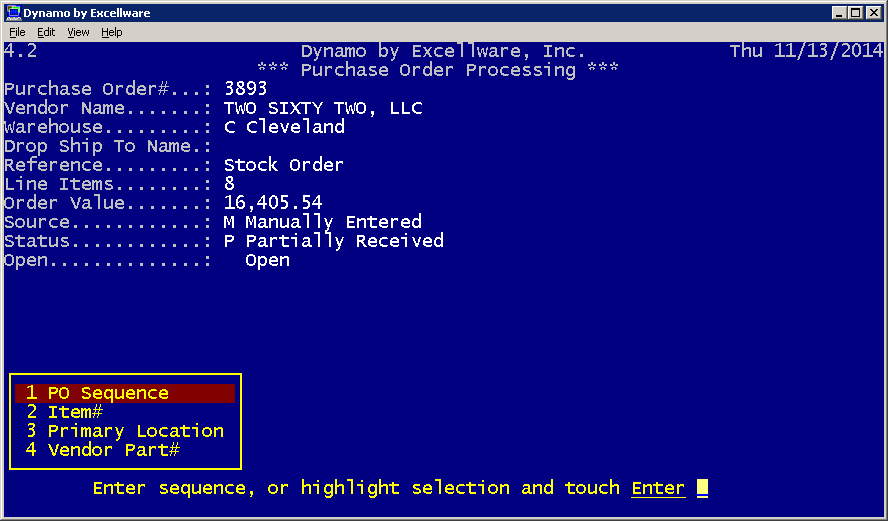 Dynamo by Excellware
File Edit View Help
4.2 Dynamo by Excellware, Inc. Thu 11/13/2014
*** Purchase Order Processing ***
Purchase Order#...: 3893
Vendor Name.......: TWO SIXTY TWO, LLC
Warehouse.........: C Cleveland
Drop Ship To Name.:
Reference.........: Stock Order
Line Items........: 8
Order Value.......: 16,405.54
Source............: M Manually Entered
Status............: P Partially Received
Open..............: Open
1 PO Sequence
2 Item#
3 Primary Location
4 Vendor Part#
Enter sequence, or highlight selection and touch Enter